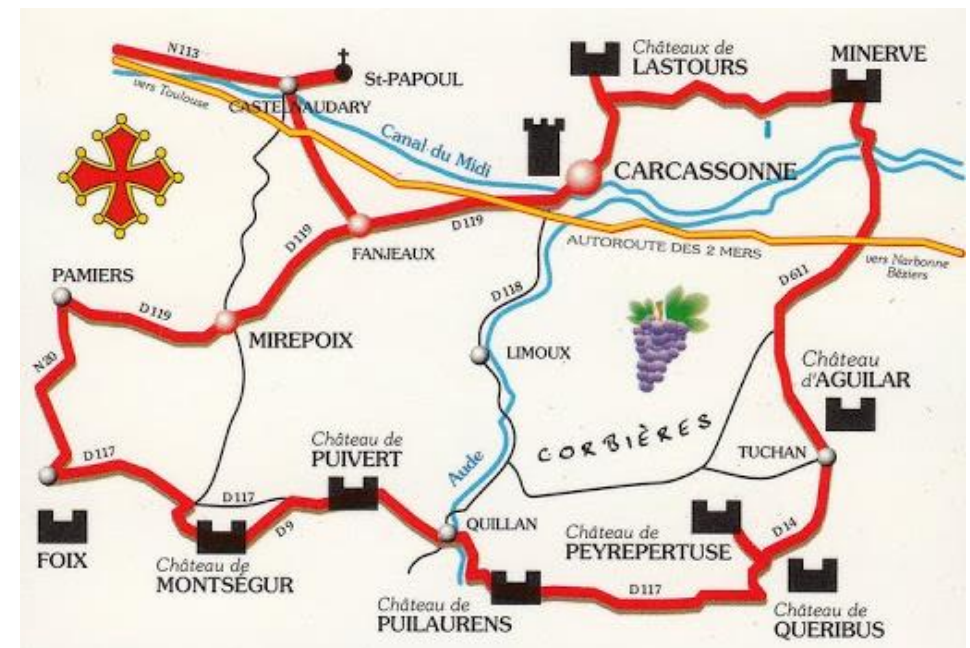 N113
St-PAPOUL
vers Toulouse
CASTELNAUDARY
Châteaux de
LASTOURS
MINERVE
Canal du Midi
CARCASSONNE
D119
FANJEAUX
D119
AUTOROUTE DES 2 MERS
vers Narbonne
Béziers
D611
PAMIERS
D119
MIREPOIX
N20
D118
LIMOUX
Château
d'AGUILAR
CORBIÈRES
TUCHAN
D117
Château de
PUIVERT
Aude
D117
D9
QUILLAN
FOIX
Château de
MONTSÉGUR
Château de
PEYREPERTUSE
D14
Château de
PUILAURENS
D117
Château de
QUERIBUS